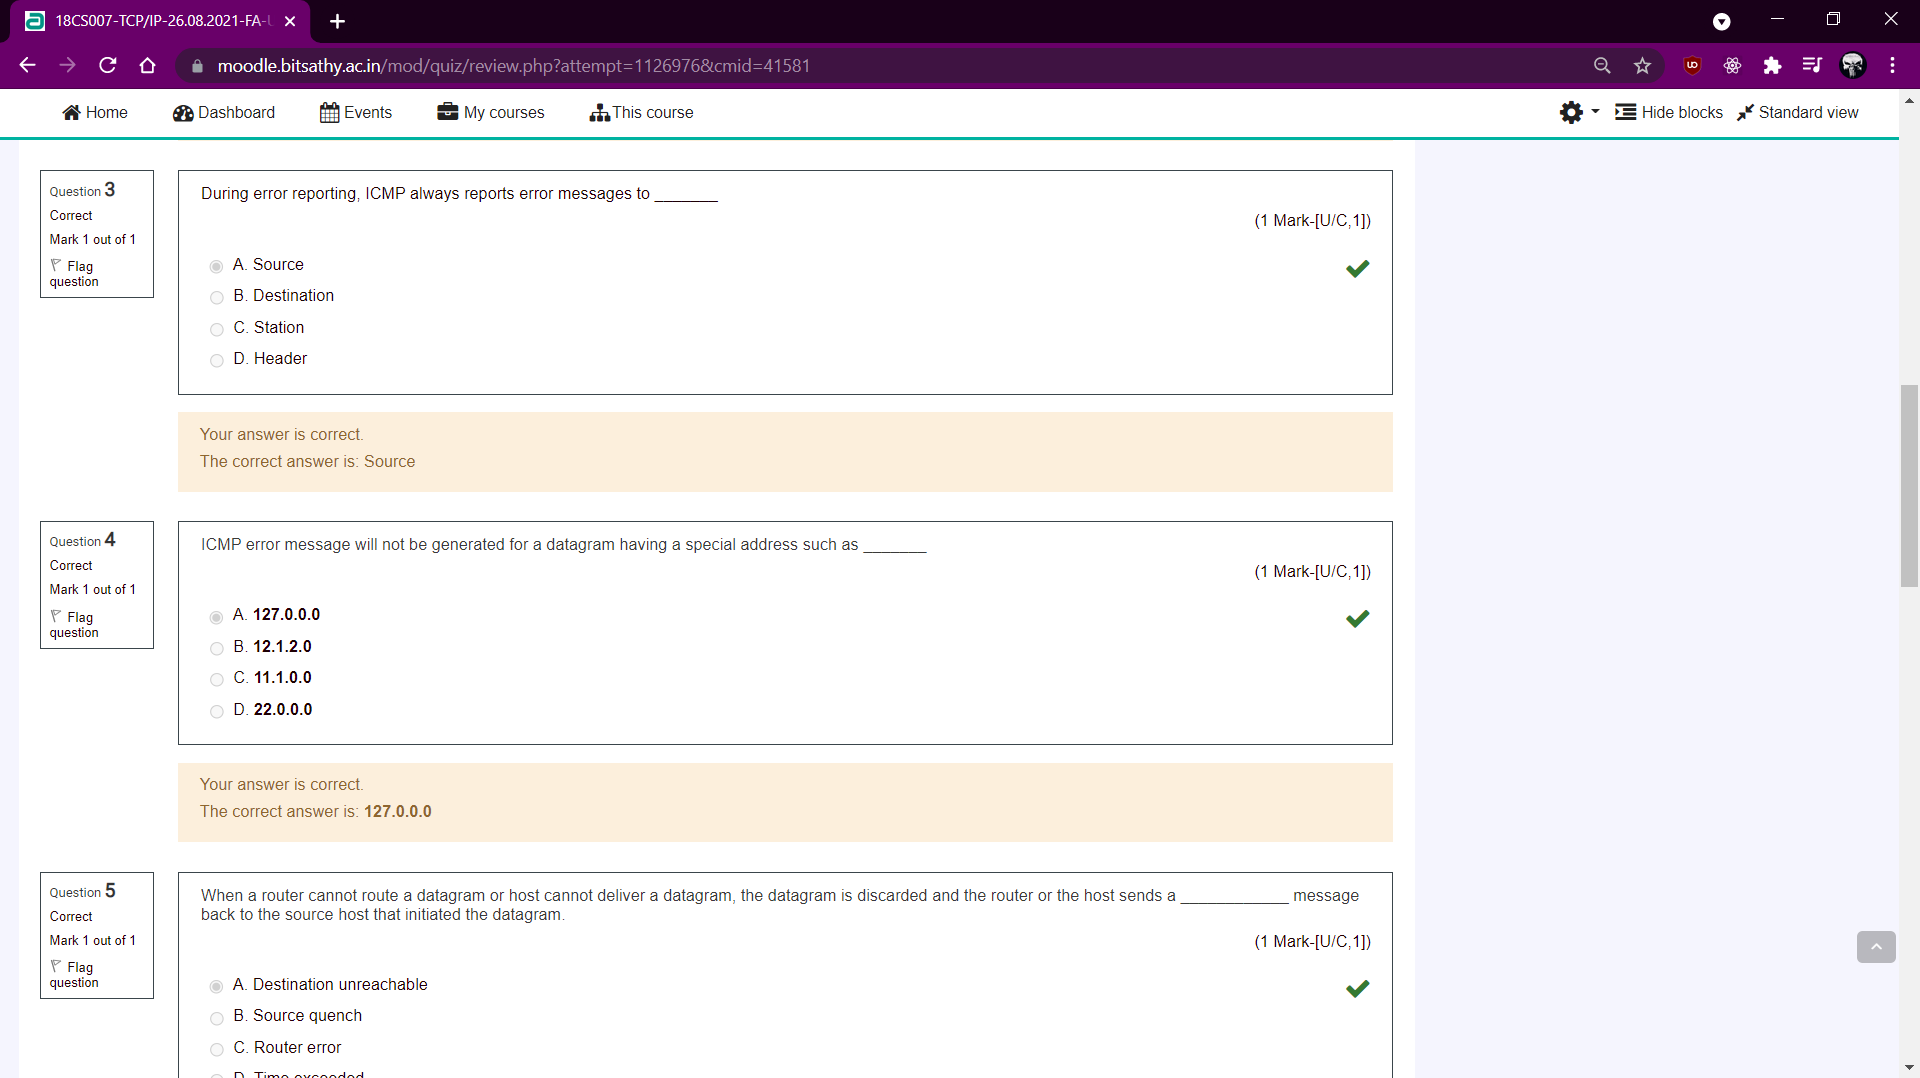 18CS007-TCP/IP-26.08.2021-FA-
moodle.bitsathy.ac.in/mod/quiz/review.php?attempt=1126976&cmid=41581
Home Dashboard Events My courses This course Hide blocks Standard view
Question 3
Correct
Mark 1 out of 1
Flag
question
During error reporting, ICMP always reports error messages to _______
(1 Mark-[U/C,1])
A. Source
B. Destination
C. Station
D. Header
Your answer is correct.
The correct answer is: Source
Question 4
Correct
Mark 1 out of 1
Flag
question
ICMP error message will not be generated for a datagram having a special address such as _______
(1 Mark-[U/C,1])
A. 127.0.0.0
B. 12.1.2.0
C. 11.1.0.0
D. 22.0.0.0
Your answer is correct.
The correct answer is: 127.0.0.0
Question 5
Correct
Mark 1 out of 1
Flag
question
When a router cannot route a datagram or host cannot deliver a datagram, the datagram is discarded and the router or the host sends a ____________ message
back to the source host that initiated the datagram.
(1 Mark-[U/C,1])
A. Destination unreachable
B. Source quench
C. Router error
D. Time exceeded